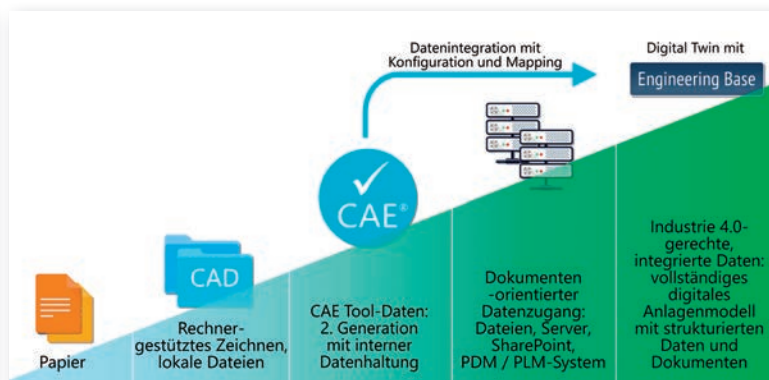 Datenintegration mit
Konfiguration und Mapping
Digital Twin mit
Engineering Base
CAE®
CAD
Papier
Rechner-
gestütztes Zeichnen,
lokale Dateien
CAE Tool-Daten:
2. Generation
mit interner
Datenhaltung
Dokumenten
-orientierter
Datenzugang:
Dateien, Server,
SharePoint,
PDM / PLM-System
Industrie 4.0-
gerechte,
integrierte Daten:
vollständiges
digitales
Anlagenmodell
mit strukturierten
Daten und
Dokumenten